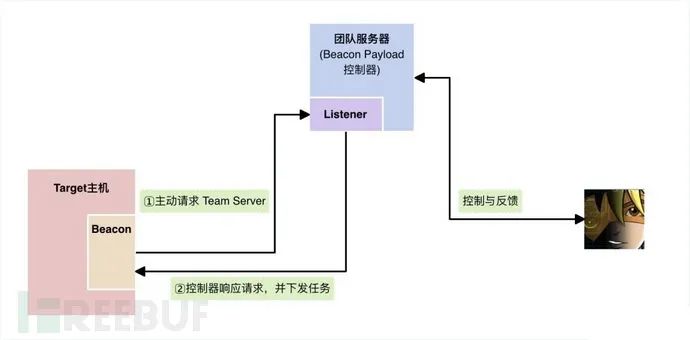 团队服务器
(Beacon Payload
控制器)
Listener
Target主机
①主动请求 Team Server
Beacon
控制与反馈
②控制器响应请求，并下发任务
FREEBUF